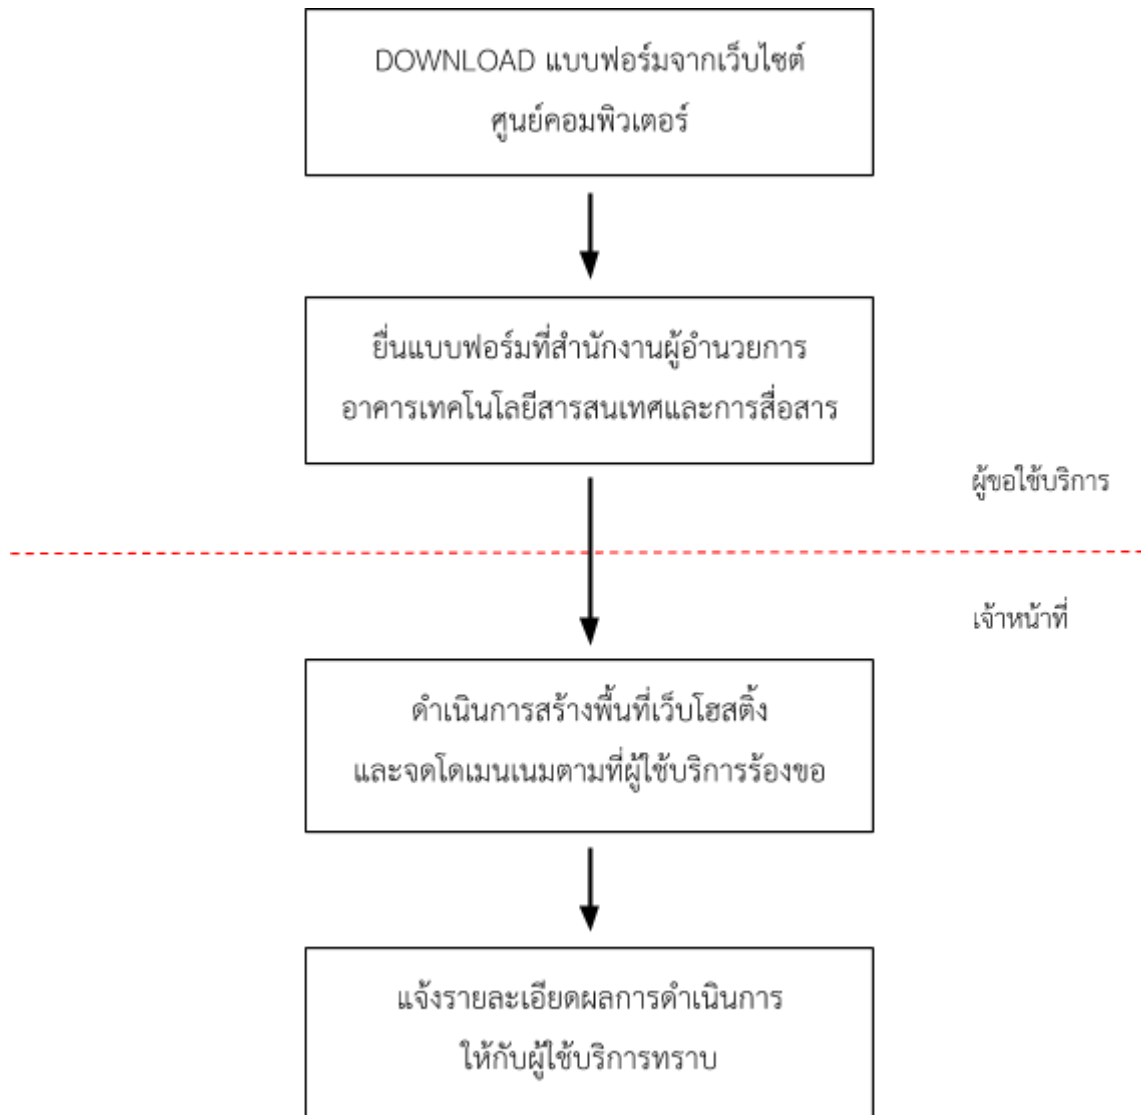 DOWNLOAD แบบฟอร์มจากเว็บไซต์
ศูนย์คอมพิวเตอร์
ยื่นแบบฟอร์มที่สำนักงานผู้อำนวยการ
อาคารเทคโนโลยีสารสนเทศและการสื่อสาร
ผู้ขอใช้บริการ
เจ้าหน้าที่
ดำเนินการสร้างพื้นที่เว็บโฮสติ้ง
และจดโดเมนเนมตามที่ผู้ใช้บริการร้องขอ
แจ้งรายละเอียดผลการดำเนินการ
ให้กับผู้ใช้บริการทราบ